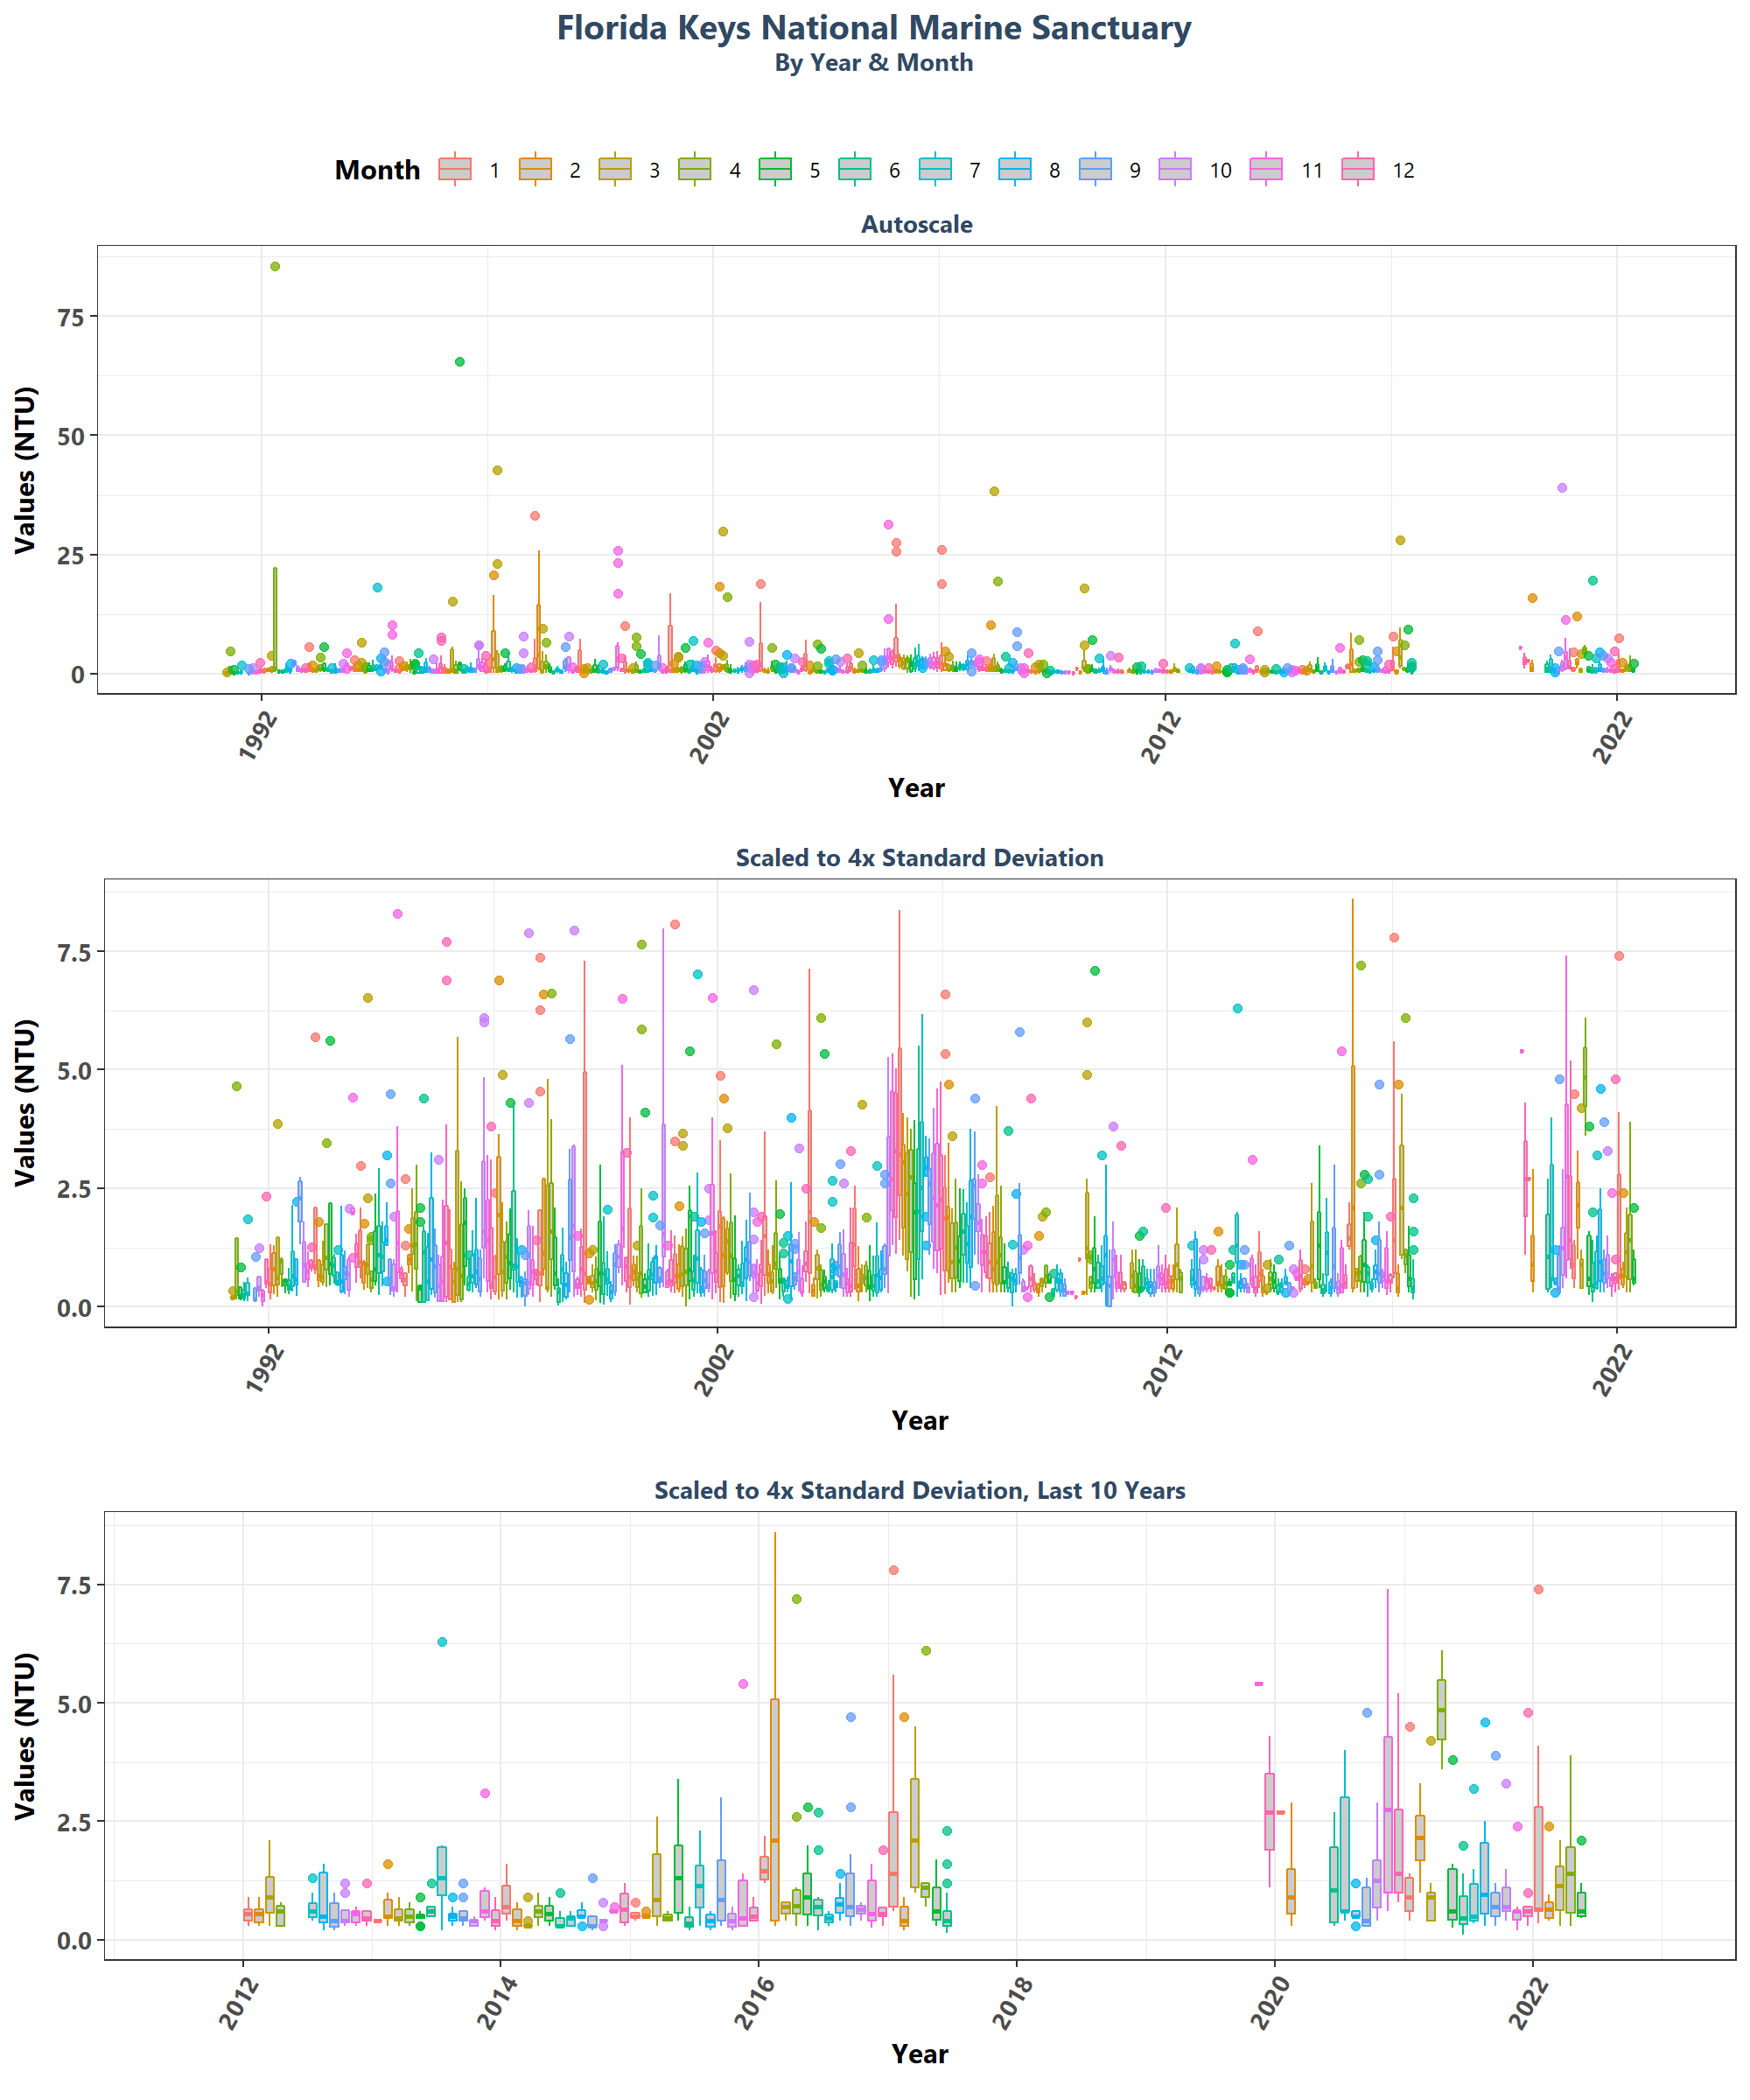 Florida Keys National Marine Sanctuary
By Year & Month
Month 1 2 3 4 5 6 7 8 9 10 11 12
Autoscale
Values (NTU)
75
50
25
0
1992 2002 2012 2022
Year
Scaled to 4x Standard Deviation
Values (NTU)
7.5
5.0
2.5
0.0
1992 2002 2012 2022
Year
Scaled to 4x Standard Deviation, Last 10 Years
Values (NTU)
7.5
5.0
2.5
0.0
2012 2014 2016 2018 2020 2022
Year